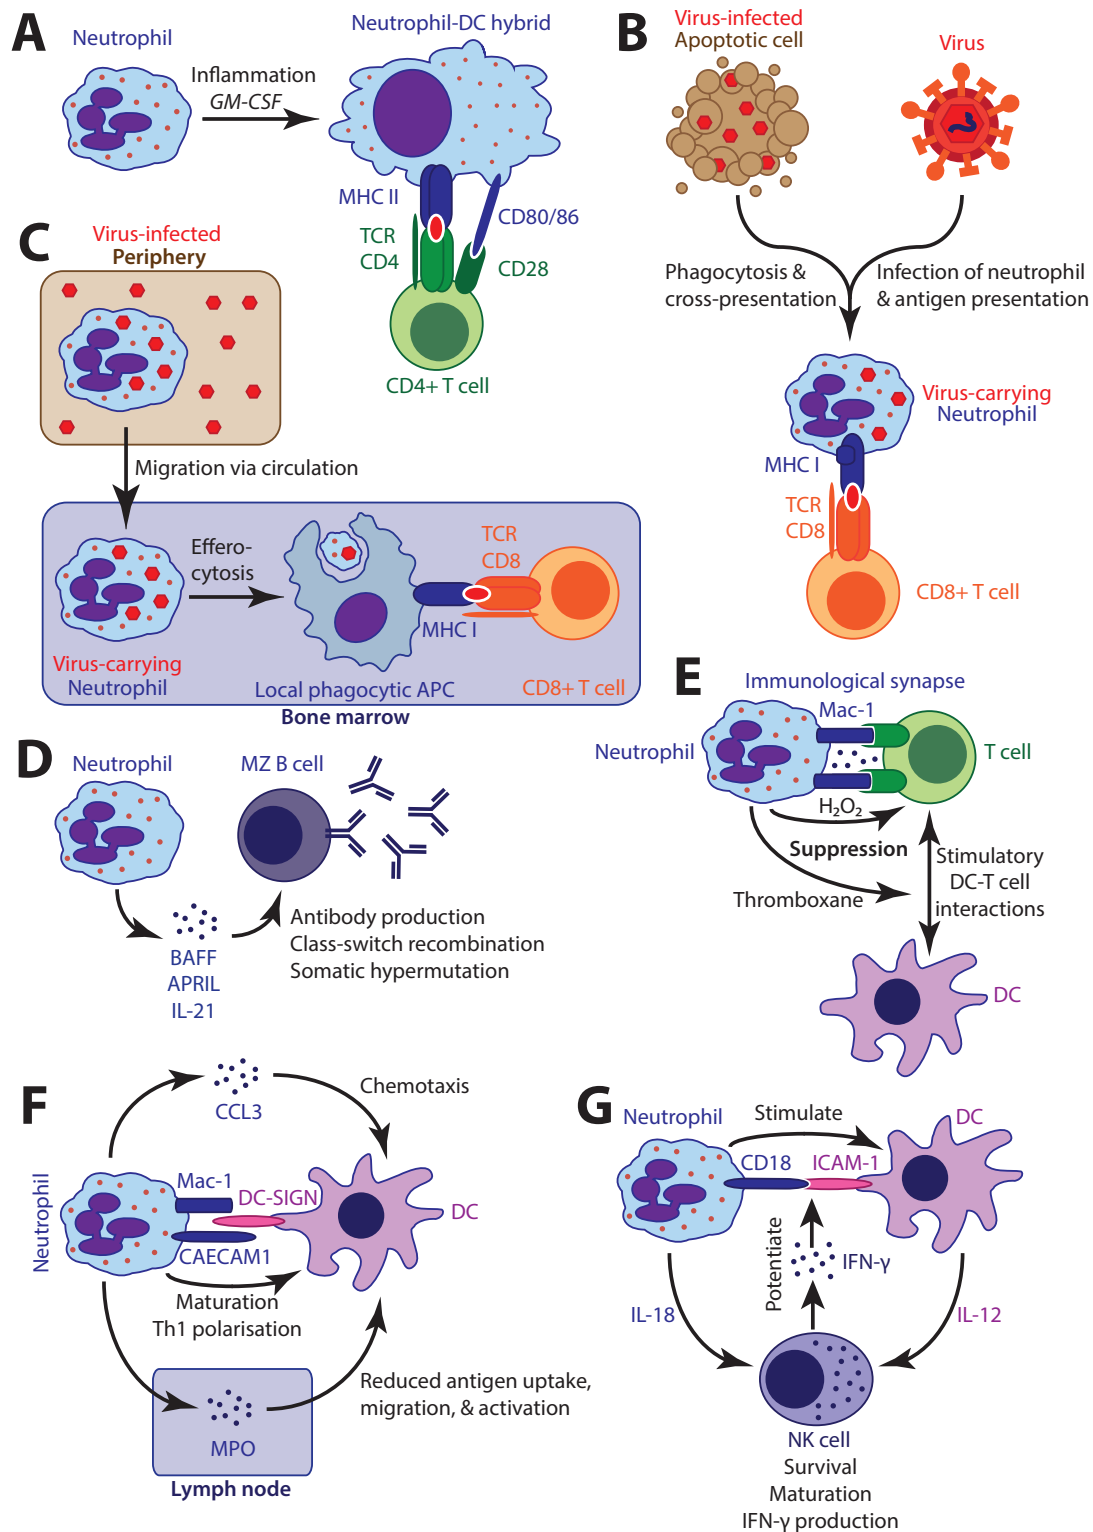 A
Neutrophil
Inflammation
GM-CSF
Neutrophil-DC hybrid
MHC II
CD80/86
TCR
CD4
CD28
CD4+ T cell
B
Virus-infected
Apoptotic cell
Virus
Phagocytosis &
cross-presentation
Infection of neutrophil
& antigen presentation
Virus-carrying
Neutrophil
MHC I
TCR
CD8
CD8+ T cell
C
Virus-infected
Periphery
Migration via circulation
Effero-
cytosis
TCR
CD8
MHC I
Virus-carrying
Neutrophil
Local phagocytic APC
CD8+ T cell
Bone marrow
D
Neutrophil
MZ B cell
BAFF
APRIL
IL-21
Antibody production
Class-switch recombination
Somatic hypermutation
E
Immunological synapse
Mac-1
Neutrophil
T cell
H₂O₂
Suppression
Thromboxane
Stimulatory
DC-T cell
interactions
DC
F
CCL3
Chemotaxis
Neutrophil
Mac-1
DC-SIGN
DC
CAECAM1
Maturation
Th1 polarisation
MPO
Reduced antigen uptake,
migration, & activation
Lymph node
G
Neutrophil
Stimulate
DC
CD18
ICAM-1
Potentiate
IFN-γ
IL-18
IL-12
NK cell
Survival
Maturation
IFN-γ production